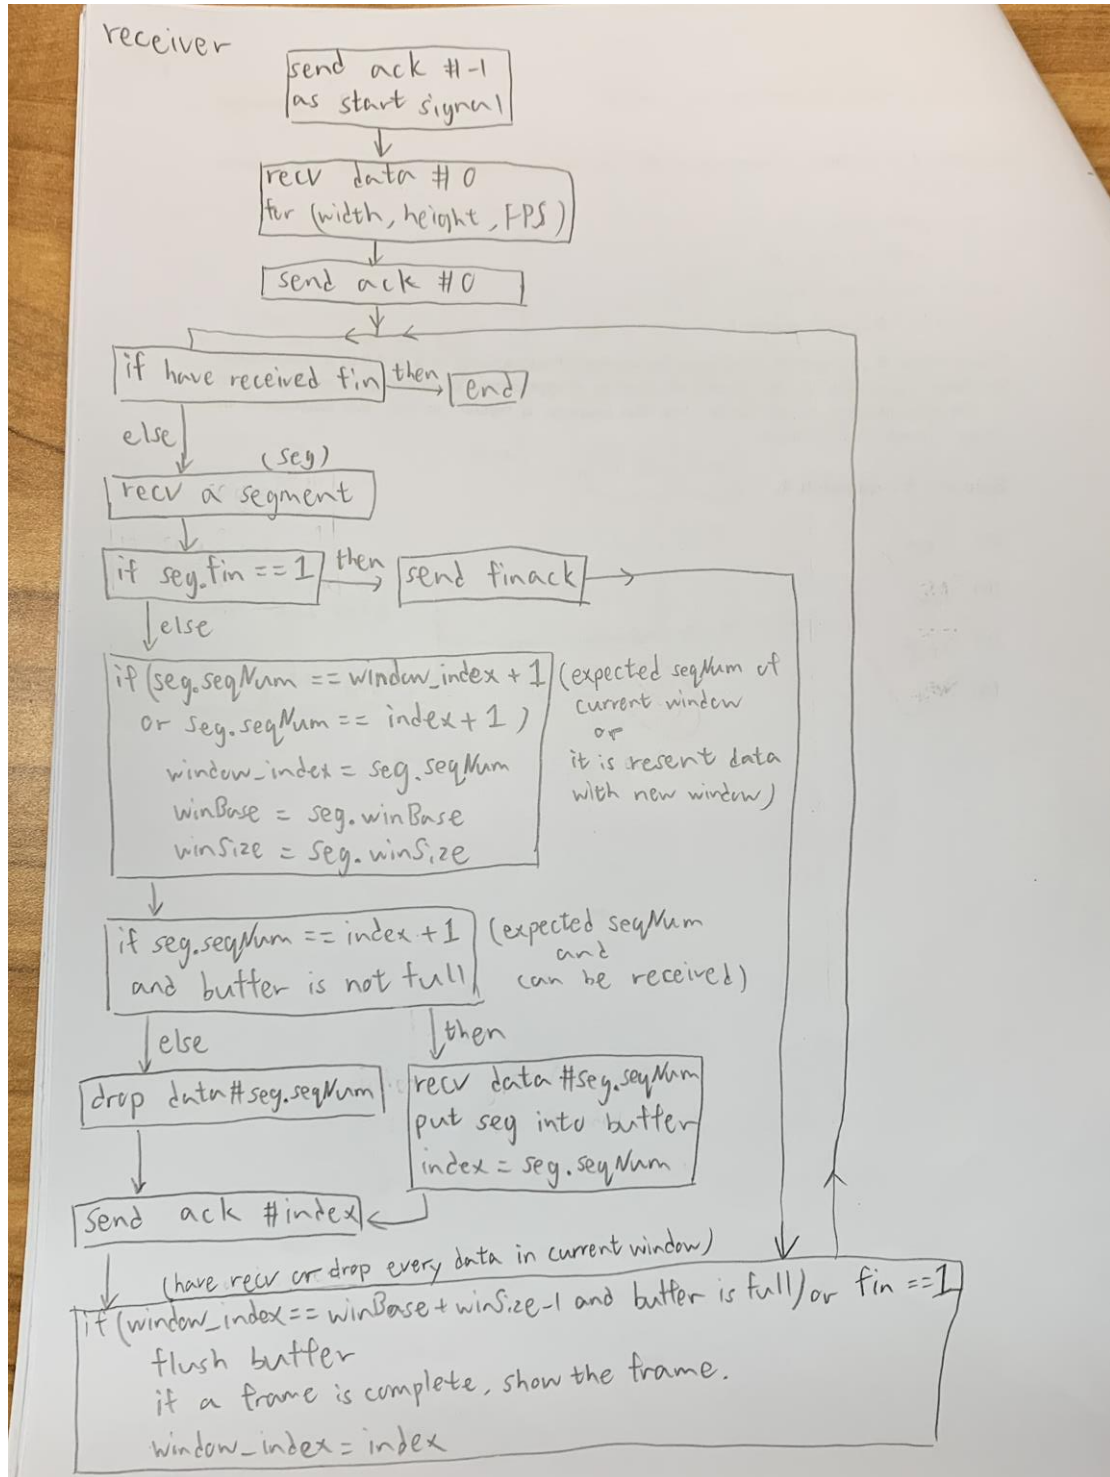 receiver
send ack #-1
as start signal
recv data #0
for (width, height, FPS)
send ack #0
if have received fin
then
end
else
(seg)
recv a segment
if seg.fin == 1
then
send finack
else
if (seg.seqNum == window_index + 1
or seg.seqNum == index + 1)
window_index = seg.seqNum
winBase = seg.winBase
winSize = seg.winSize
(expected seqNum of
current window
or
it is resent data
with new window)
if seg.seqNum == index + 1
and buffer is not full
(expected seqNum
and
can be received)
else
then
drop data#seg.seqNum
recv data #seg.seqNum
put seg into buffer
index = seg.seqNum
send ack #index
(have recv or drop every data in current window)
if (window_index == winBase + winSize-1 and buffer is full) or fin == 1
flush buffer
if a frame is complete, show the frame.
window_index = index